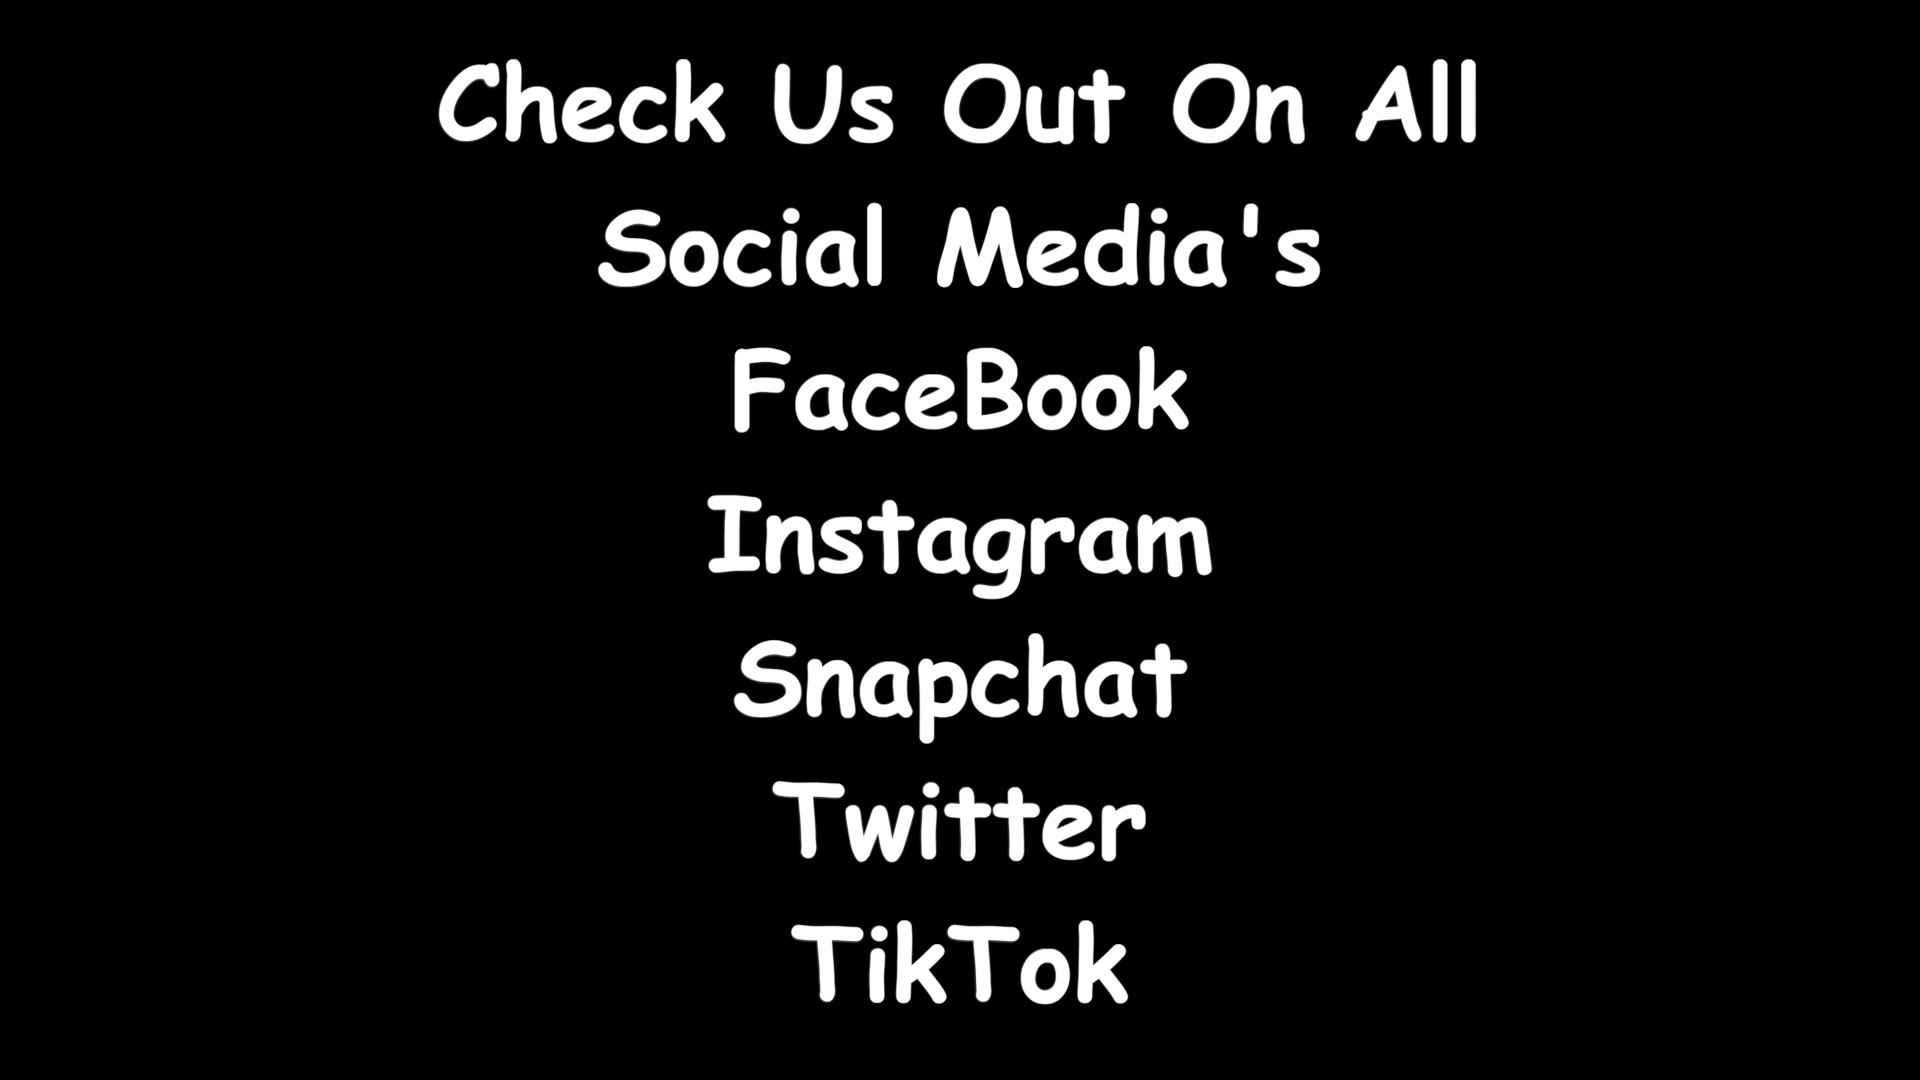 Check Us Out On All
Social Media's
FaceBook
Instagram
Snapchat
Twitter
TikTok